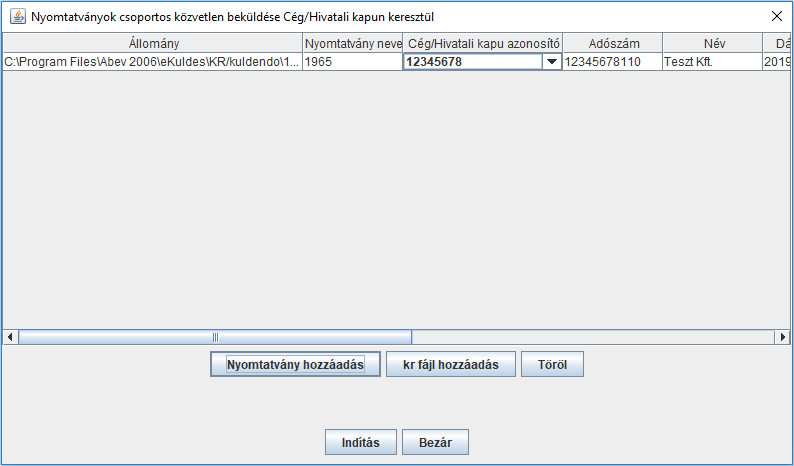 Nyomtatványok csoportos közvetlen beküldése Cég/Hivatali kapun keresztül
Állomány Nyomtatvány neve Cég/Hivatali kapu azonosító Adószám Név Dá
C:\Program Files\Abev 2006\eKuldes\KR/kuldendo\1... 1965 12345678 12345678110 Teszt Kft. 2019
Nyomtatvány hozzáadás kr fájl hozzáadás Töröl
Indítás Bezár